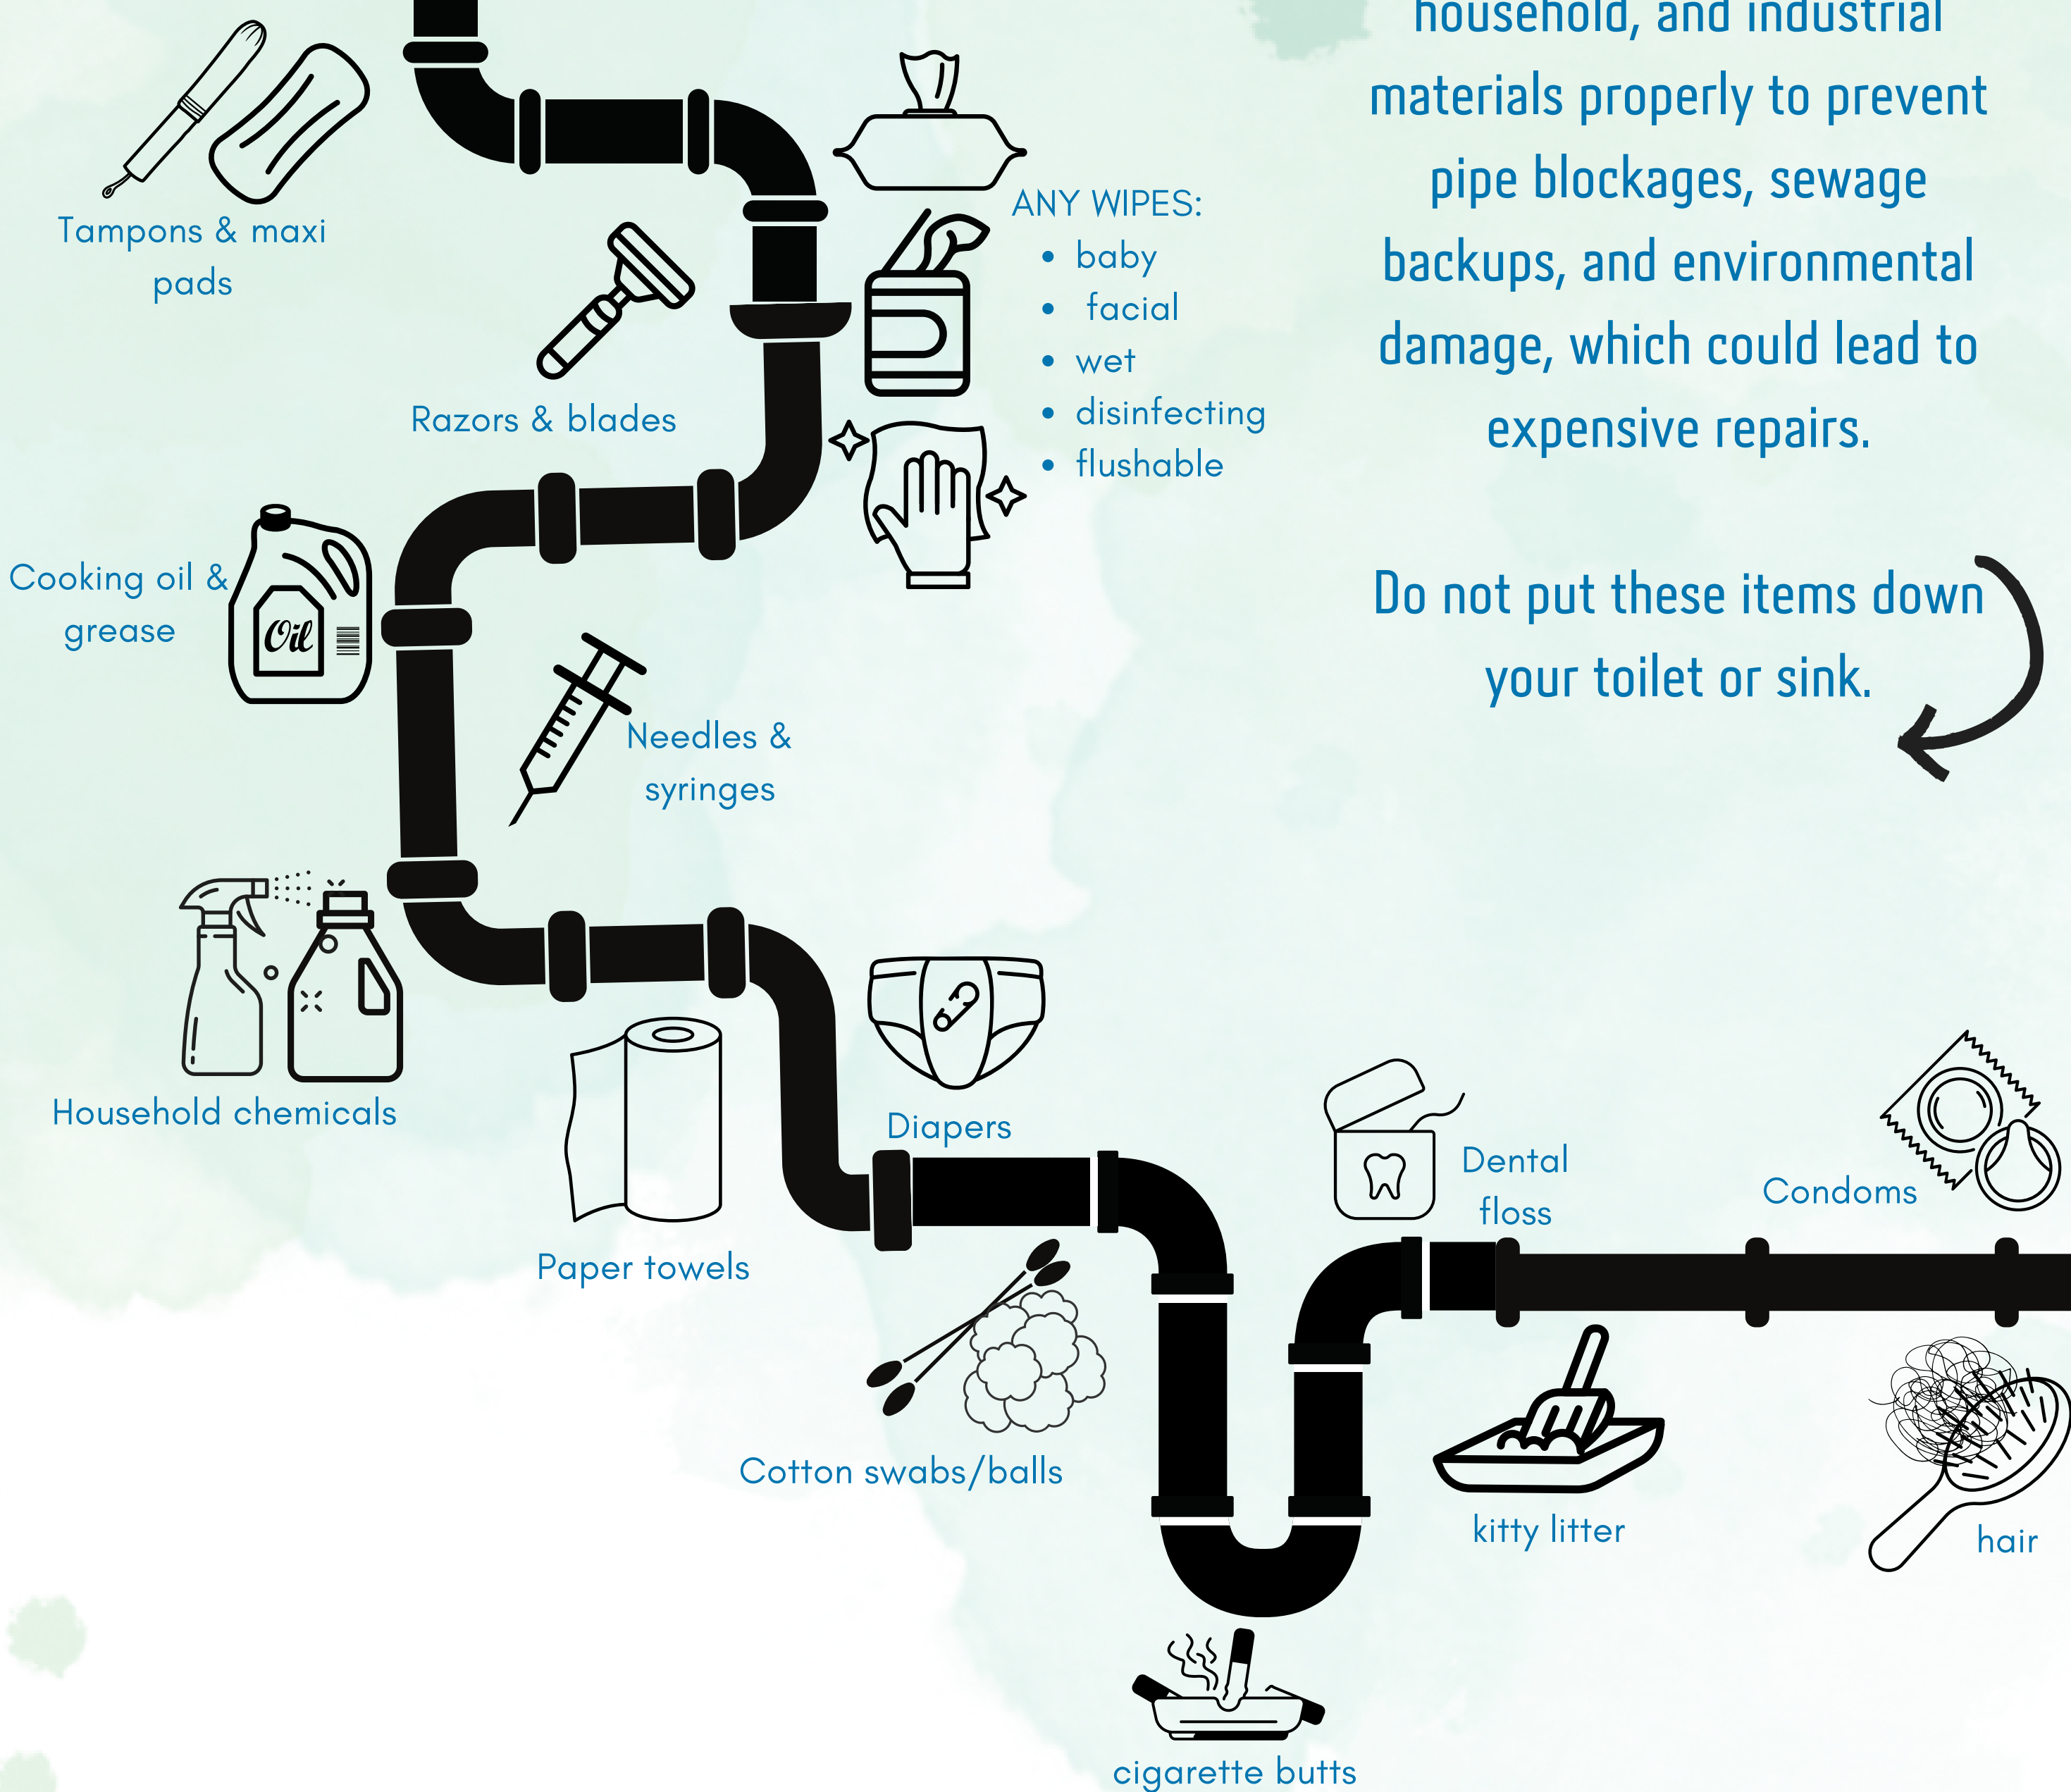 household, and industrial
materials properly to prevent
pipe blockages, sewage
backups, and environmental
damage, which could lead to
expensive repairs.
Do not put these items down
your toilet or sink.
Tampons & maxi
pads
ANY WIPES:
• baby
• facial
• wet
• disinfecting
• flushable
Razors & blades
Cooking oil &
grease
Oil
Needles &
syringes
Household chemicals
Paper towels
Diapers
Cotton swabs/balls
Dental
floss
Condoms
kitty litter
hair
cigarette butts